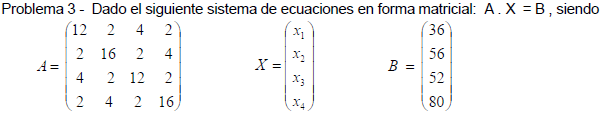 Problema 3 - Dado el siguiente sistema de ecuaciones en forma matricial: A . X = B , siendo
A = (12 2 4 2
2 16 2 4
4 2 12 2
2 4 2 16)
X = (x₁
x₂
x₃
x₄)
B = (36
56
52
80)